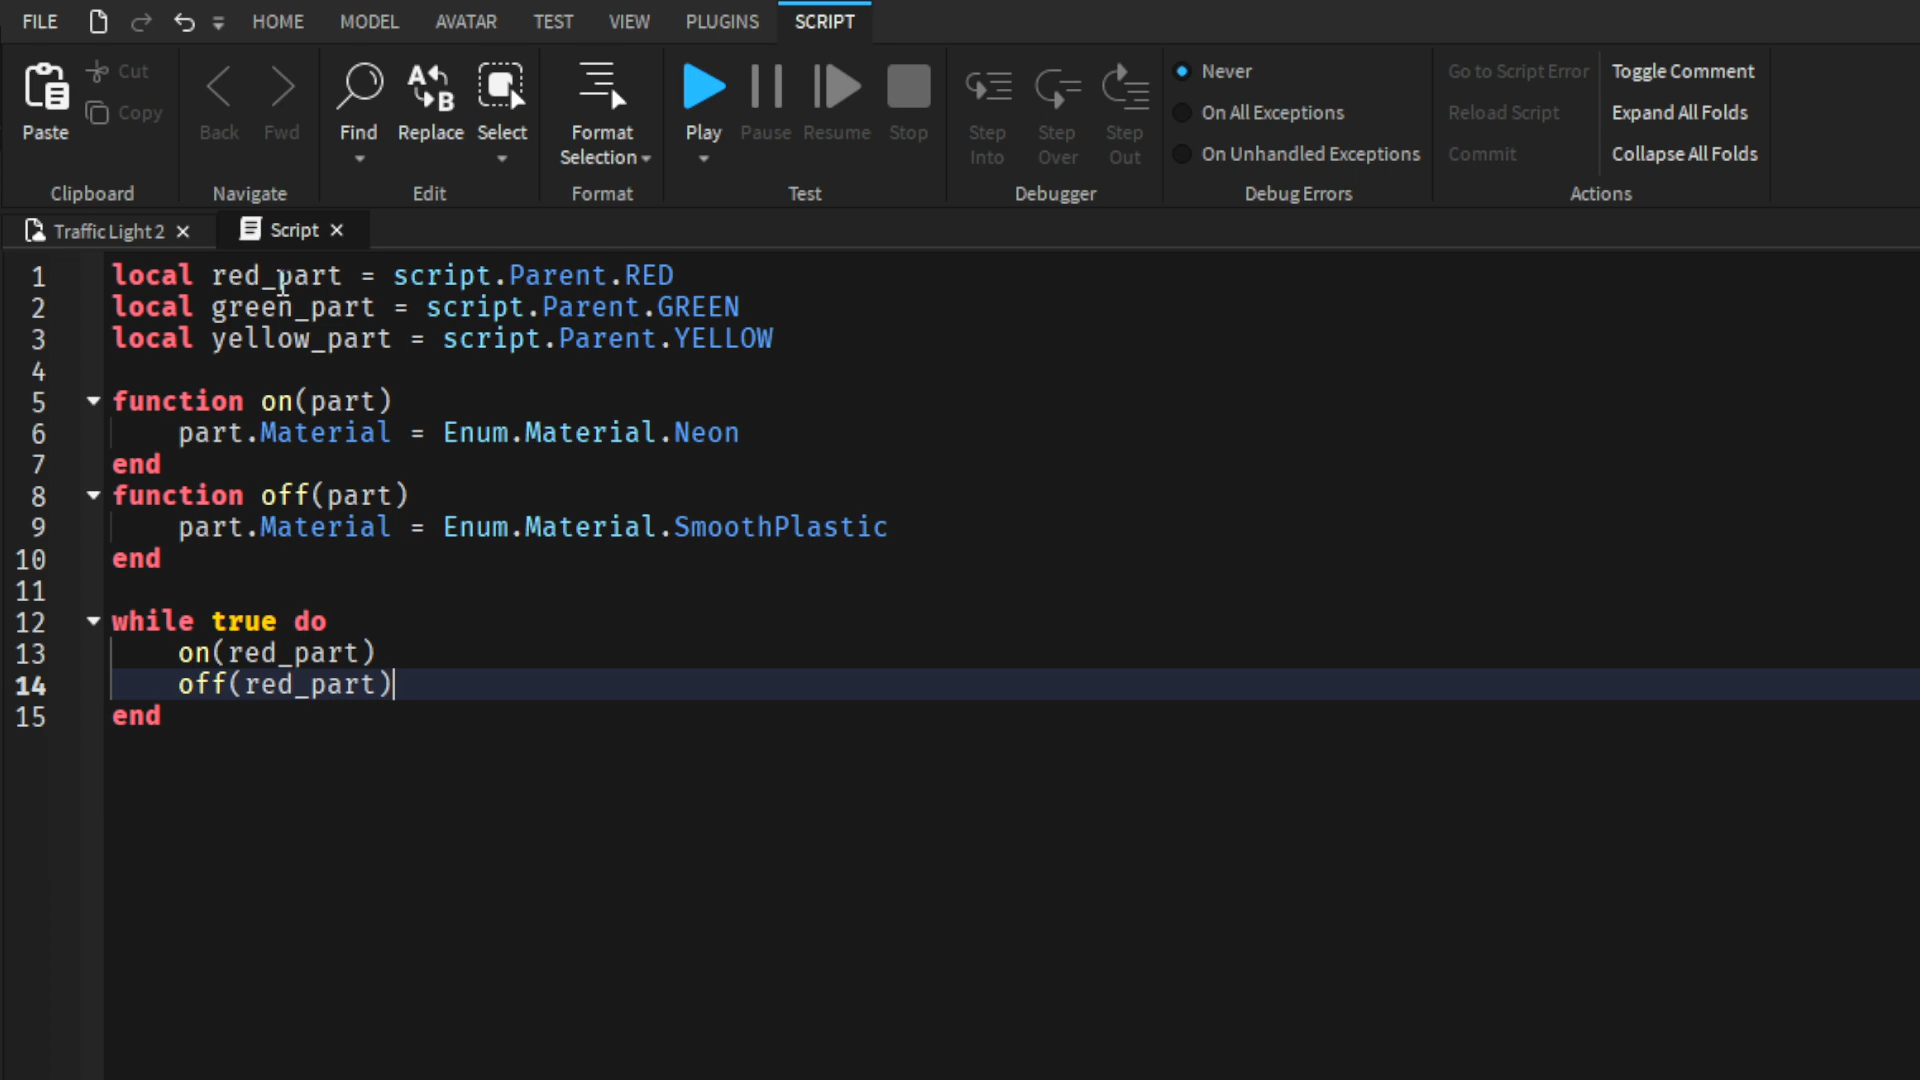 FILE HOME MODEL AVATAR TEST VIEW PLUGINS SCRIPT
Paste Cut Copy Back Fwd Find Replace Select Format Selection Play Pause Resume Stop Step Into Step Over Step Out
Never
On All Exceptions
On Unhandled Exceptions
Go to Script Error
Reload Script
Commit
Toggle Comment
Expand All Folds
Collapse All Folds
Clipboard Navigate Edit Format Test Debugger Debug Errors Actions
Traffic Light 2 Script
1 local red_part = script.Parent.RED
2 local green_part = script.Parent.GREEN
3 local yellow_part = script.Parent.YELLOW
4
5 function on(part)
6 part.Material = Enum.Material.Neon
7 end
8 function off(part)
9 part.Material = Enum.Material.SmoothPlastic
10 end
11
12 while true do
13 on(red_part)
14 off(red_part)
15 end